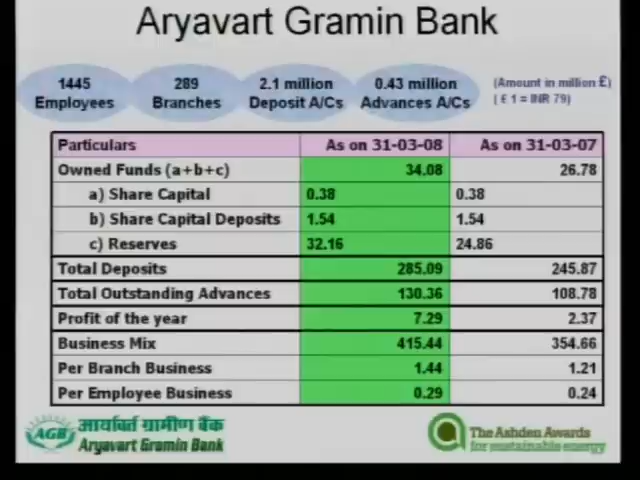 Aryavart Gramin Bank
1445 Employees
289 Branches
2.1 million Deposit A/Cs
0.43 million Advances A/Cs
(Amount in million £)
( £ 1 = INR 79)
Particulars As on 31-03-08 As on 31-03-07
Owned Funds (a+b+c) 34.08 26.78
a) Share Capital 0.38 0.38
b) Share Capital Deposits 1.54 1.54
c) Reserves 32.16 24.86
Total Deposits 285.09 245.87
Total Outstanding Advances 130.36 108.78
Profit of the year 7.29 2.37
Business Mix 415.44 354.66
Per Branch Business 1.44 1.21
Per Employee Business 0.29 0.24
AGB
आर्यावर्त ग्रामीण बैंक
Aryavart Gramin Bank
The Ashden Awards
for sustainable energy